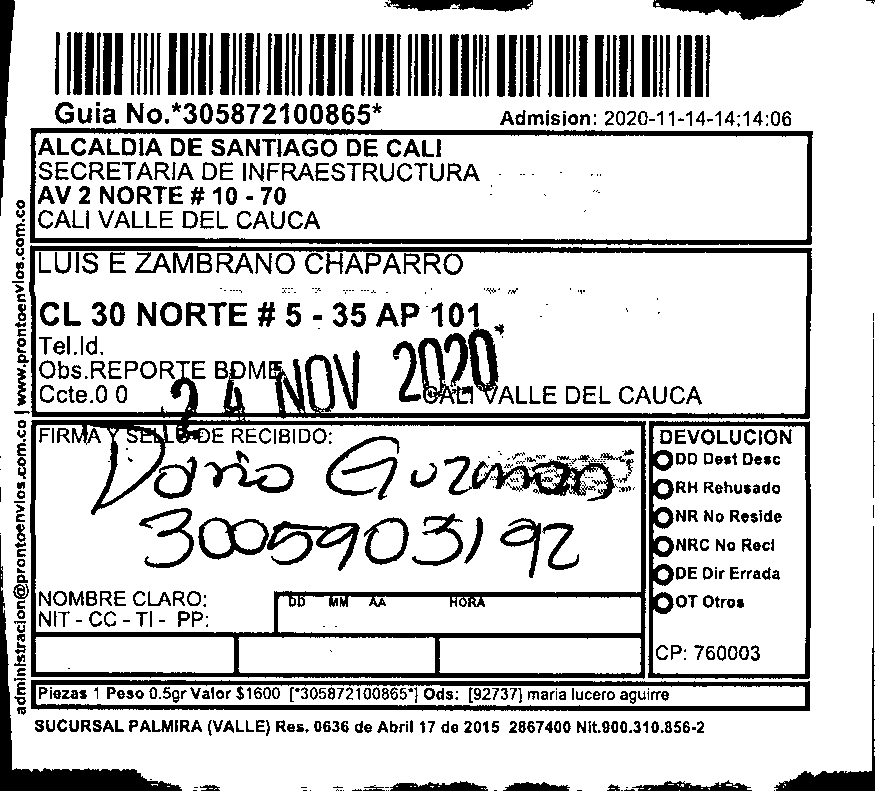 Guia No.*305872100865*
Admision: 2020-11-14-14:14:06
ALCALDIA DE SANTIAGO DE CALI
SECRETARIA DE INFRAESTRUCTURA
AV 2 NORTE # 10 - 70
CALI VALLE DEL CAUCA
LUIS E ZAMBRANO CHAPARRO
CL 30 NORTE # 5 - 35 AP 101
Tel.Id.
Obs.REPORTE BDME
24 NOV 2020
Ccte.0 0
CALI VALLE DEL CAUCA
FIRMA Y SELLO DE RECIBIDO:
Dario Guzman
3005903192
NOMBRE CLARO:
NIT - CC - TI - PP:
DD MM AA HORA
DEVOLUCION
DD Dest Desc
RH Rehusado
NR No Reside
NRC No Reci
DE Dir Errada
OT Otros
CP: 760003
Piezas 1 Peso 0.5gr Valor $1600 [*305872100865*] Ods: [92737] maria lucero aguirre
SUCURSAL PALMIRA (VALLE) Res. 0636 de Abril 17 de 2015 2867400 Nit.900.310.856-2
administracion@prontoenvios.com.co | www.prontoenvios.com.co